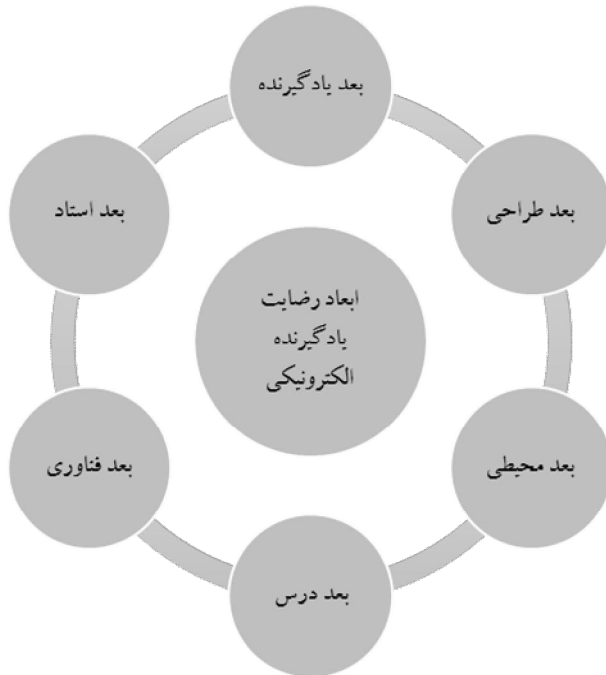 بعد یادگیرنده
بعد طراحی
بعد استاد
ابعاد رضایت
یادگیرنده
الکترونیکی
بعد محیطی
بعد فناوری
بعد درس